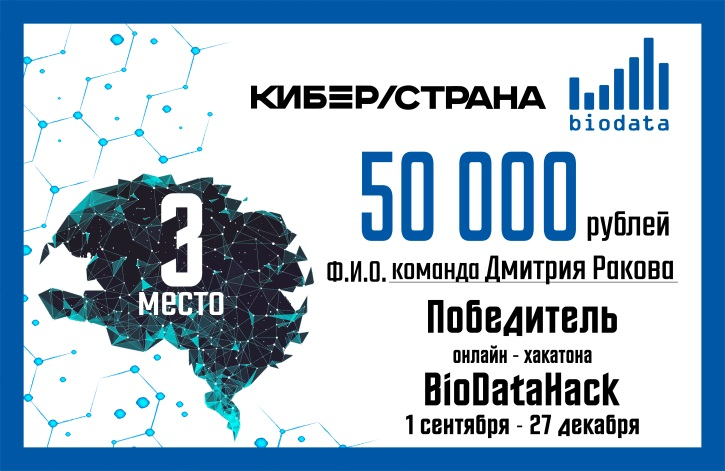 КИБЕР/СТРАНА
biodata
50 000 рублей
3
место
Ф.И.О. команда Дмитрия Ракова
Победитель
онлайн - хакатона
BioDataHack
1 сентября - 27 декабря